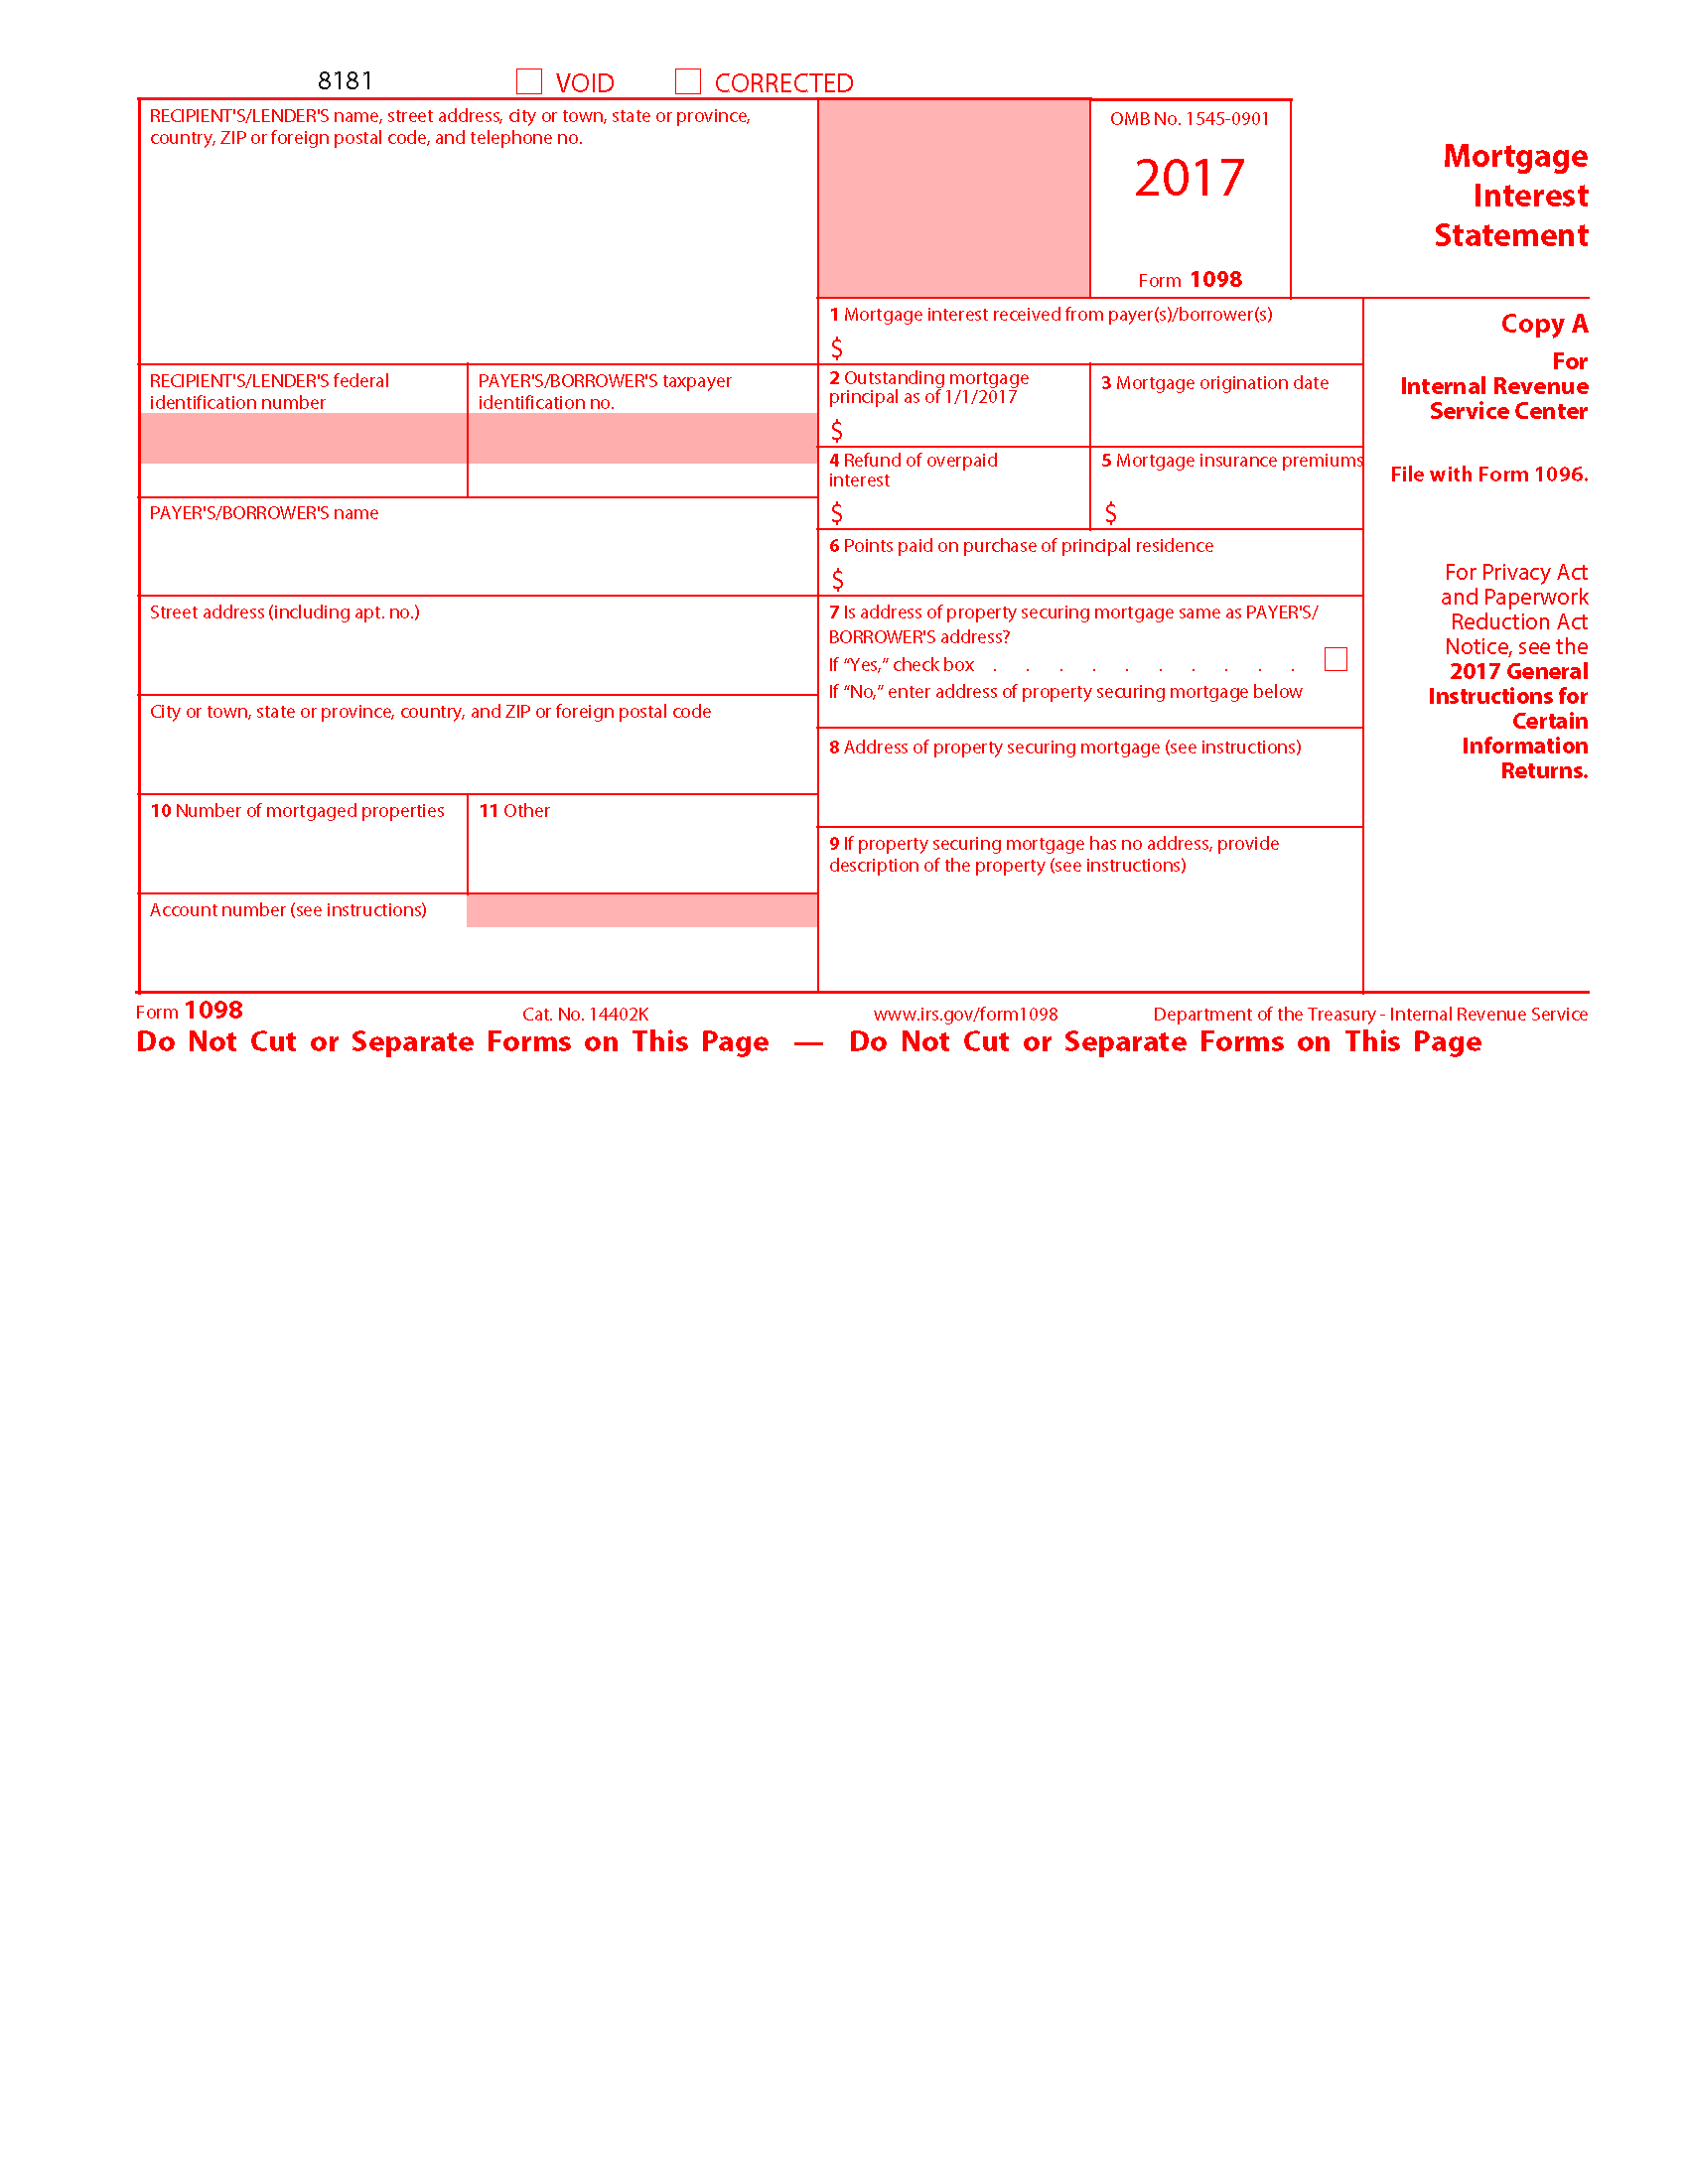 8181 VOID CORRECTED
RECIPIENT'S/LENDER'S name, street address, city or town, state or province,
country, ZIP or foreign postal code, and telephone no.
OMB No. 1545-0901
2017
Form 1098
Mortgage
Interest
Statement
1 Mortgage interest received from payer(s)/borrower(s)
$
Copy A
For
Internal Revenue
Service Center
File with Form 1096.
RECIPIENT'S/LENDER'S federal
identification number
PAYER'S/BORROWER'S taxpayer
identification no.
2 Outstanding mortgage
principal as of 1/1/2017
$
3 Mortgage origination date
4 Refund of overpaid
interest
$
5 Mortgage insurance premiums
$
PAYER'S/BORROWER'S name
6 Points paid on purchase of principal residence
$
For Privacy Act
and Paperwork
Reduction Act
Notice, see the
2017 General
Instructions for
Certain
Information
Returns.
Street address (including apt. no.)
7 Is address of property securing mortgage same as PAYER'S/
BORROWER'S address?
If “Yes,” check box . . . . . . . . . .
If “No,” enter address of property securing mortgage below
City or town, state or province, country, and ZIP or foreign postal code
8 Address of property securing mortgage (see instructions)
10 Number of mortgaged properties
11 Other
9 If property securing mortgage has no address, provide
description of the property (see instructions)
Account number (see instructions)
Form 1098 Cat. No. 14402K www.irs.gov/form1098 Department of the Treasury - Internal Revenue Service
Do Not Cut or Separate Forms on This Page — Do Not Cut or Separate Forms on This Page